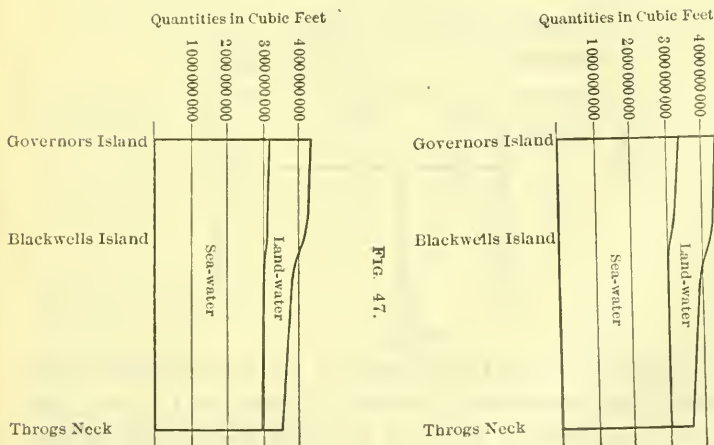 Quantities in Cubic Feet
1 000 000 000
2 000 000 000
3 000 000 000
4 000 000 000
Governors Island
Blackwells Island
Throgs Neck
Sea-water
Land-water
FIG. 47.
Quantities in Cubic Feet
1 000 000 000
2 000 000 000
3 000 000 000
4 000 000 000
Governors Island
Blackwells Island
Throgs Neck
Sea-water
Land-water